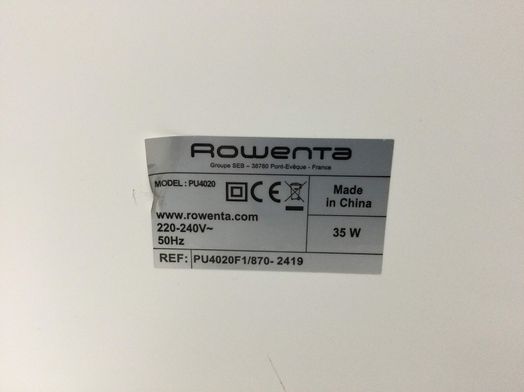 Rowenta
Groupe SEB – 38780 Pont-Evêque - France
MODEL : PU4020
CE
Made
in China
www.rowenta.com
220-240V~
50Hz
35 W
REF: PU4020F1/870- 2419